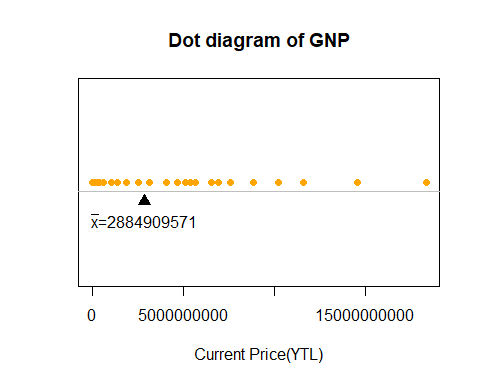 Dot diagram of GNP
x̅=2884909571
0 5000000000 15000000000
Current Price(YTL)